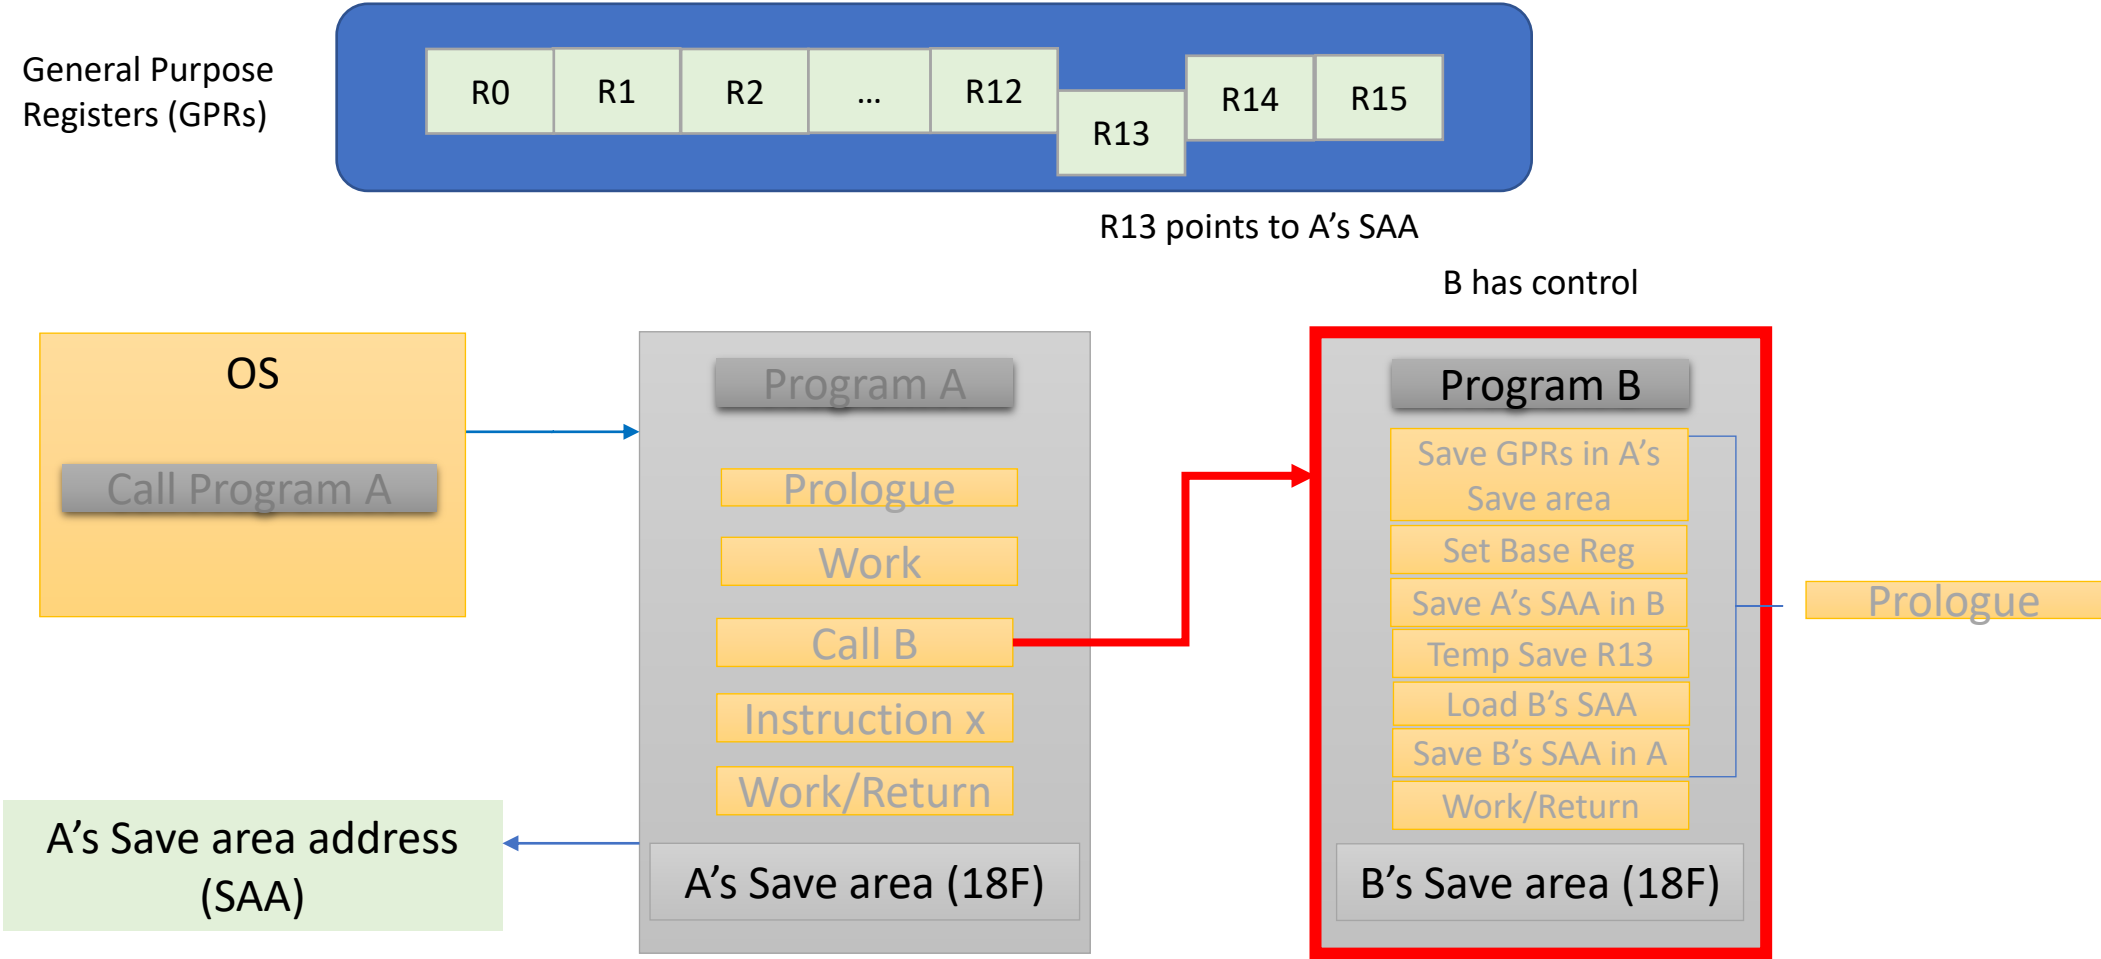 General Purpose
Registers (GPRs)
R0
R1
R2
...
R12
R13
R14
R15
R13 points to A’s SAA
B has control
OS
Call Program A
Program A
Prologue
Work
Call B
Instruction x
Work/Return
A’s Save area (18F)
A’s Save area address
(SAA)
Program B
Save GPRs in A’s
Save area
Set Base Reg
Save A’s SAA in B
Temp Save R13
Load B’s SAA
Save B’s SAA in A
Work/Return
B’s Save area (18F)
Prologue